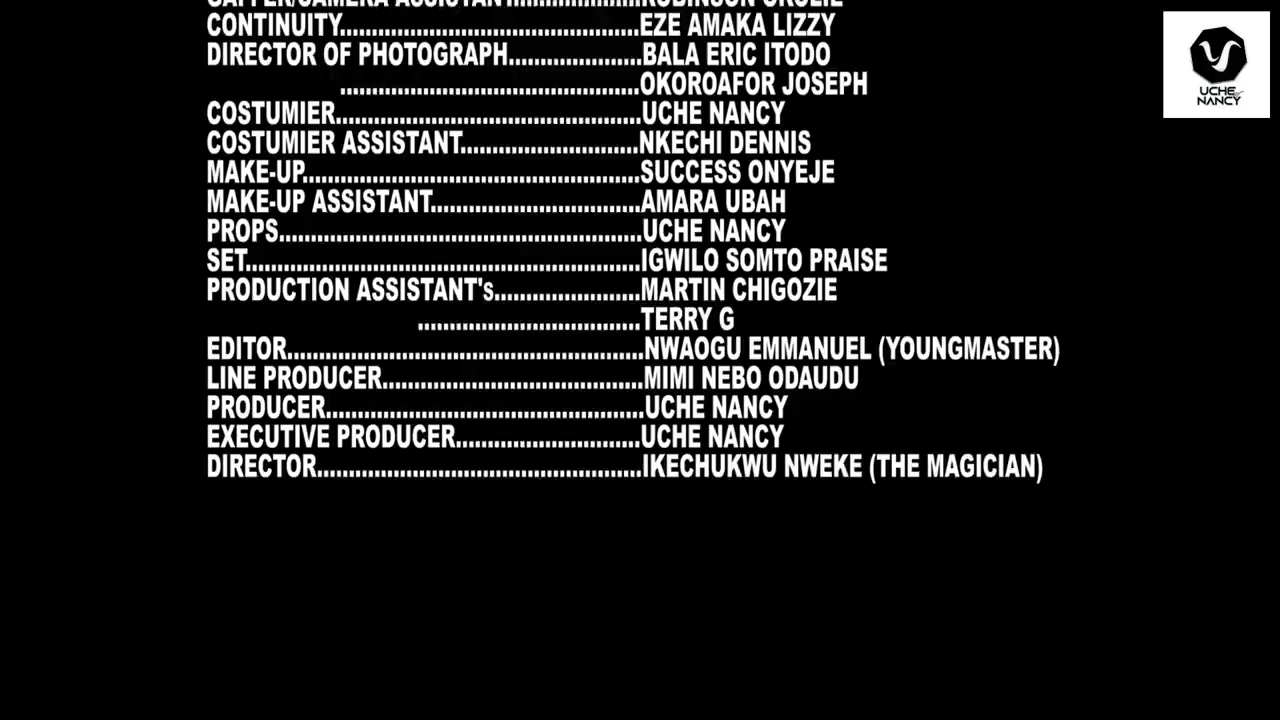 CONTINUITY...............................................EZE AMAKA LIZZY
DIRECTOR OF PHOTOGRAPH.....................BALA ERIC ITODO
...............................................OKOROAFOR JOSEPH
COSTUMIER................................................UCHE NANCY
COSTUMIER ASSISTANT............................NKECHI DENNIS
MAKE-UP.....................................................SUCCESS ONYEJE
MAKE-UP ASSISTANT.................................AMARA UBAH
PROPS.........................................................UCHE NANCY
SET..............................................................IGWILO SOMTO PRAISE
PRODUCTION ASSISTANT's.......................MARTIN CHIGOZIE
...................................TERRY G
EDITOR........................................................NWAOGU EMMANUEL (YOUNGMASTER)
LINE PRODUCER.........................................MIMI NEBO ODAUDU
PRODUCER..................................................UCHE NANCY
EXECUTIVE PRODUCER.............................UCHE NANCY
DIRECTOR...................................................IKECHUKWU NWEKE (THE MAGICIAN)
UCHE
NANCY